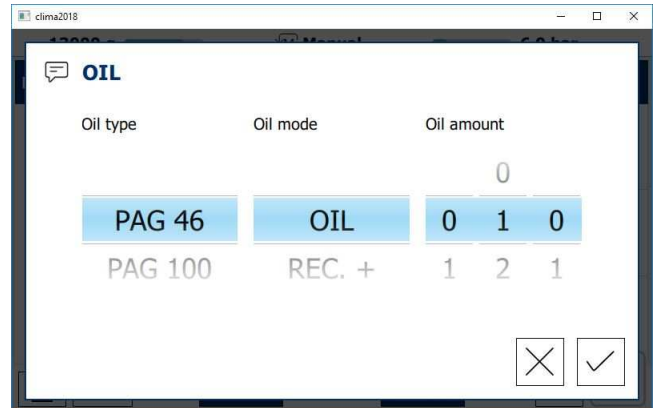 clima2018
OIL
Oil type Oil mode Oil amount
0
PAG 46 OIL 0 1 0
PAG 100 REC. + 1 2 1